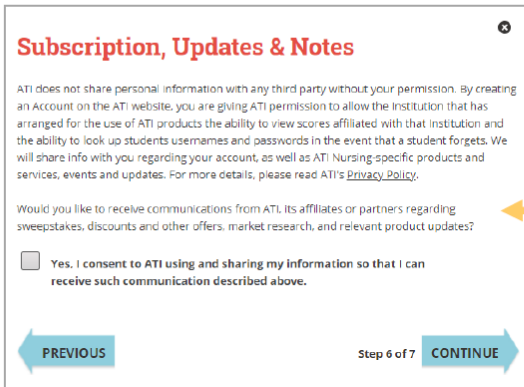 Subscription, Updates & Notes
ATI does not share personal information with any third party without your permission. By creating
an Account on the ATI website, you are giving ATI permission to allow the Institution that has
arranged for the use of ATI products the ability to view scores affiliated with that Institution and
the ability to look up students usernames and passwords in the event that a student forgets. We
will share info with you regarding your account, as well as ATI Nursing-specific products and
services, events and updates. For more details, please read ATI's Privacy Policy.
Would you like to receive communications from ATI, its affiliates or partners regarding
sweepstakes, discounts and other offers, market research, and relevant product updates?
Yes, I consent to ATI using and sharing my information so that I can
receive such communication described above.
PREVIOUS Step 6 of 7 CONTINUE